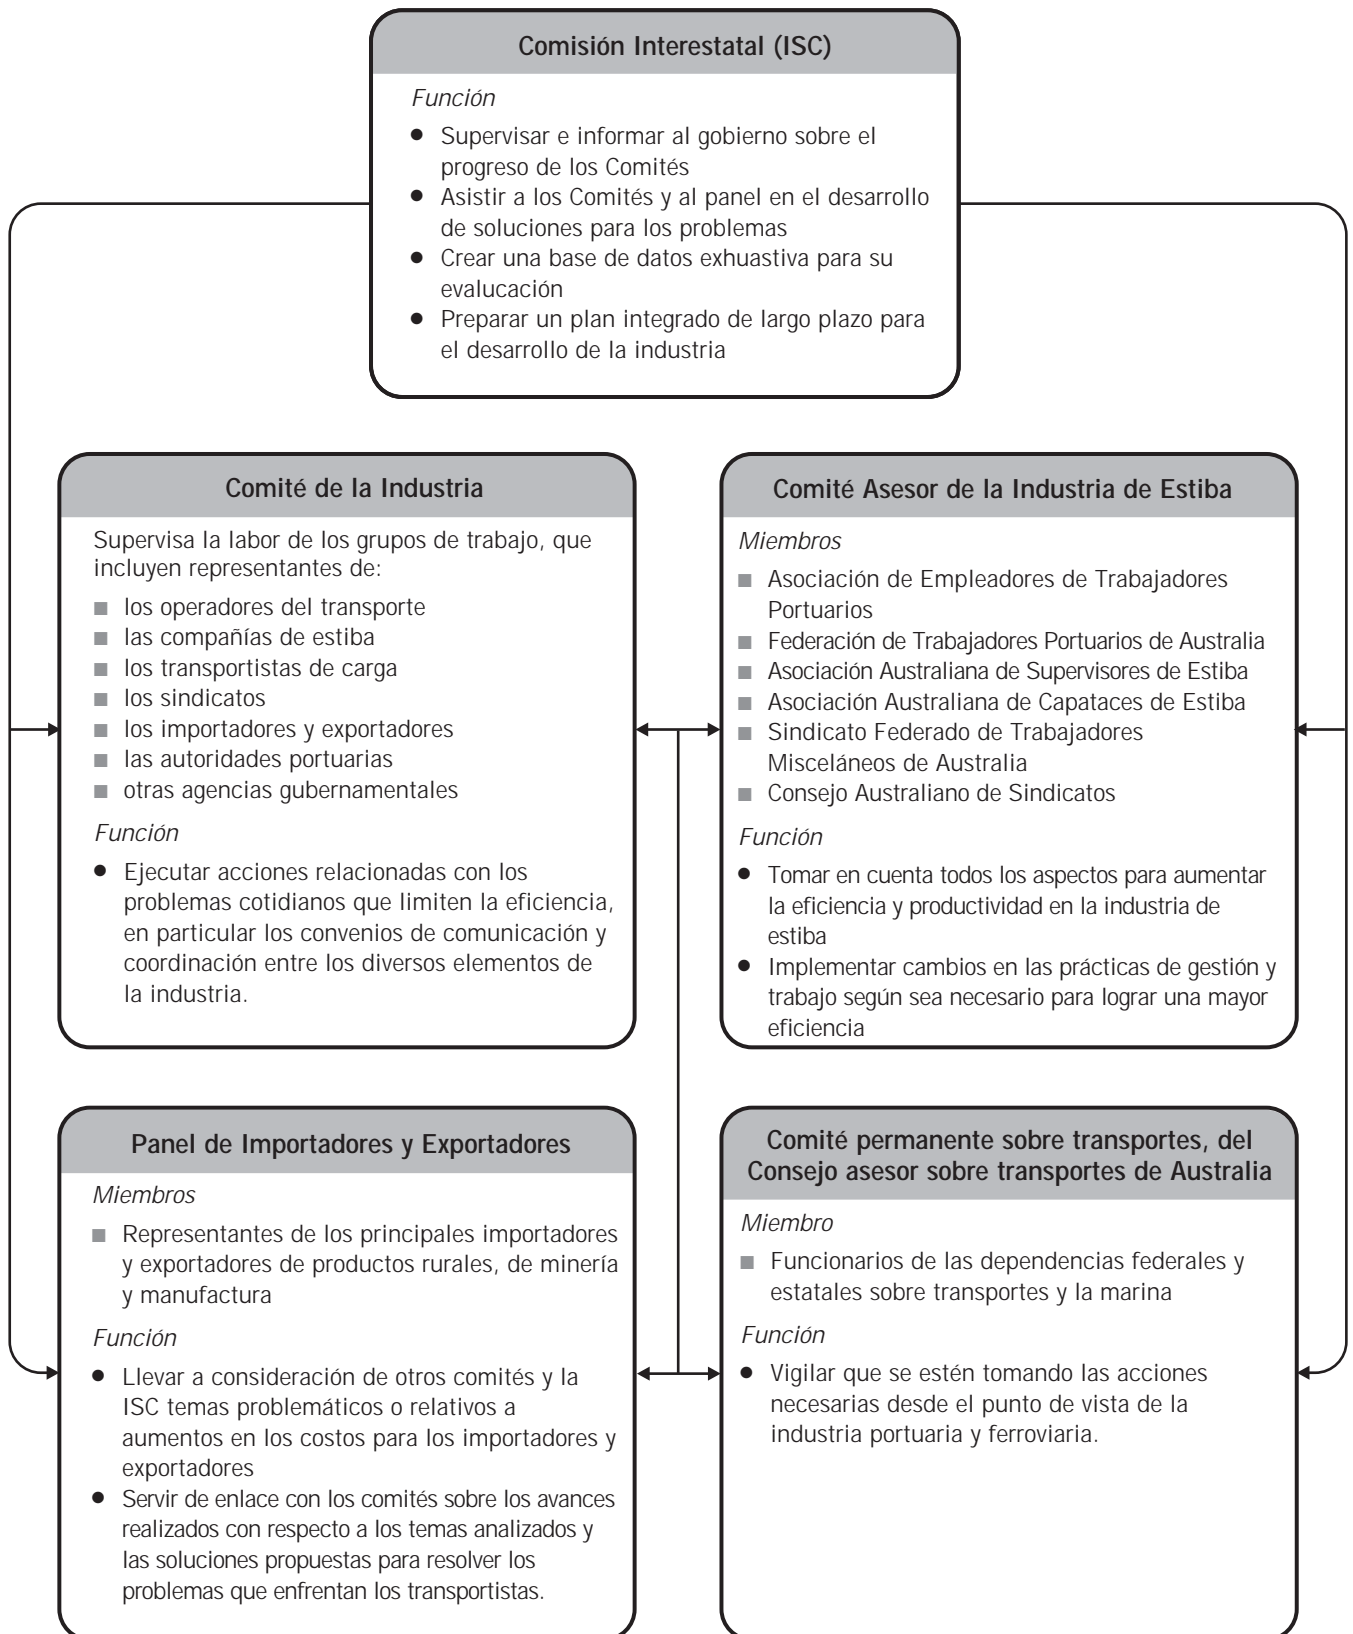 Comisión Interestatal (ISC)
Función
● Supervisar e informar al gobierno sobre el
progreso de los Comités
● Asistir a los Comités y al panel en el desarrollo
de soluciones para los problemas
● Crear una base de datos exhuastiva para su
evalucación
● Preparar un plan integrado de largo plazo para
el desarrollo de la industria
Comité de la Industria
Supervisa la labor de los grupos de trabajo, que
incluyen representantes de:
■ los operadores del transporte
■ las compañías de estiba
■ los transportistas de carga
■ los sindicatos
■ los importadores y exportadores
■ las autoridades portuarias
■ otras agencias gubernamentales
Función
● Ejecutar acciones relacionadas con los
problemas cotidianos que limiten la eficiencia,
en particular los convenios de comunicación y
coordinación entre los diversos elementos de
la industria.
Comité Asesor de la Industria de Estiba
Miembros
■ Asociación de Empleadores de Trabajadores
Portuarios
■ Federación de Trabajadores Portuarios de Australia
■ Asociación Australiana de Supervisores de Estiba
■ Asociación Australiana de Capataces de Estiba
■ Sindicato Federado de Trabajadores
Misceláneos de Australia
■ Consejo Australiano de Sindicatos
Función
● Tomar en cuenta todos los aspectos para aumentar
la eficiencia y productividad en la industria de
estiba
● Implementar cambios en las prácticas de gestión y
trabajo según sea necesario para lograr una mayor
eficiencia
Panel de Importadores y Exportadores
Miembros
■ Representantes de los principales importadores
y exportadores de productos rurales, de minería
y manufactura
Función
● Llevar a consideración de otros comités y la
ISC temas problemáticos o relativos a
aumentos en los costos para los importadores y
exportadores
● Servir de enlace con los comités sobre los avances
realizados con respecto a los temas analizados y
las soluciones propuestas para resolver los
problemas que enfrentan los transportistas.
Comité permanente sobre transportes, del
Consejo asesor sobre transportes de Australia
Miembro
■ Funcionarios de las dependencias federales y
estatales sobre transportes y la marina
Función
● Vigilar que se estén tomando las acciones
necesarias desde el punto de vista de la
industria portuaria y ferroviaria.